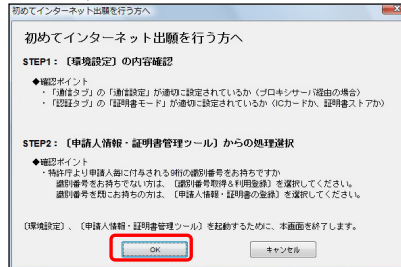 初めてインターネット出願を行う方へ
初めてインターネット出願を行う方へ
STEP1：〔環境設定〕の内容確認
◆確認ポイント
・「通信タブ」の「通信設定」が適切に設定されているか（プロキシサーバ経由の場合）
・「認証タブ」の「証明書モード」が適切に設定されているか（ICカードか、証明書ストアか）
STEP2：〔申請人情報・証明書管理ツール〕からの処理選択
◆確認ポイント
・特許庁より申請人毎に付与される9桁の識別番号をお持ちですか
識別番号をお持ちでない方は、〔識別番号取得&利用登録〕を選択してください。
識別番号を既にお持ちの方は、〔申請人情報・証明書の登録〕を選択してください。
〔環境設定〕、〔申請人情報・証明書管理ツール〕を起動するために、本画面を終了します。
OK
キャンセル